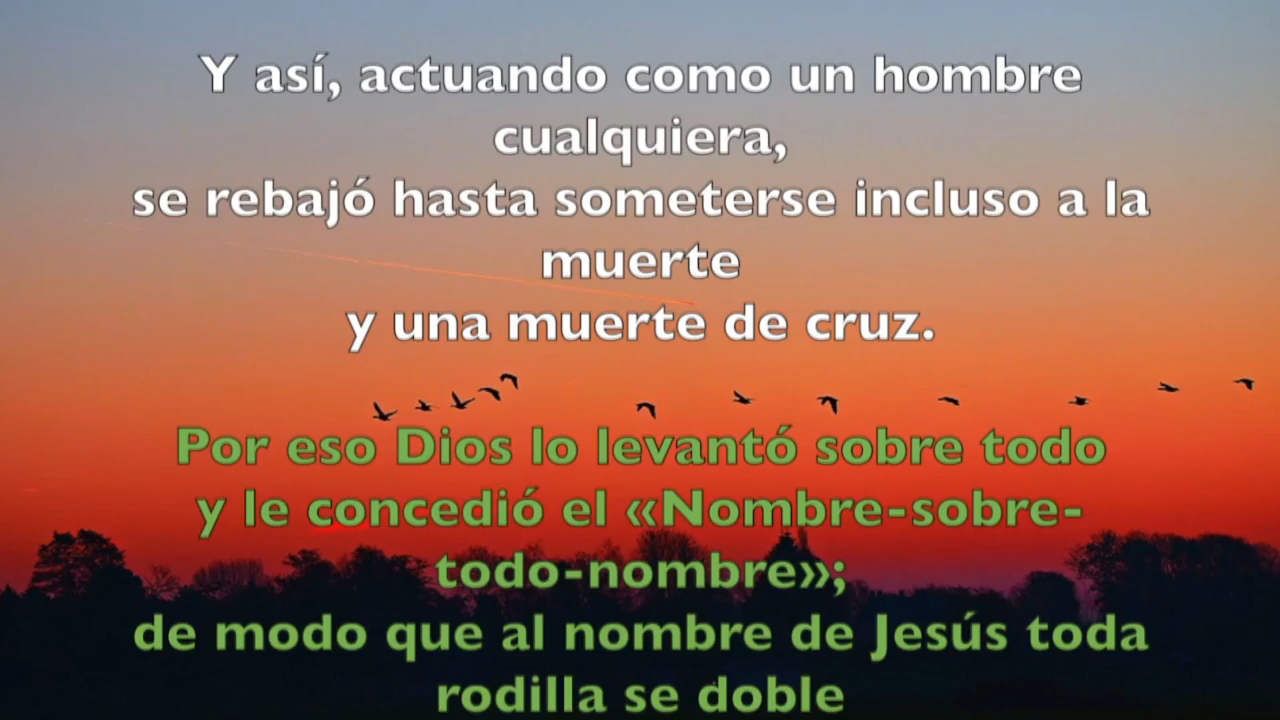 Y así, actuando como un hombre
cualquiera,
se rebajó hasta someterse incluso a la
muerte
y una muerte de cruz.
Por eso Dios lo levantó sobre todo
y le concedió el «Nombre-sobre-
todo-nombre»;
de modo que al nombre de Jesús toda
rodilla se doble